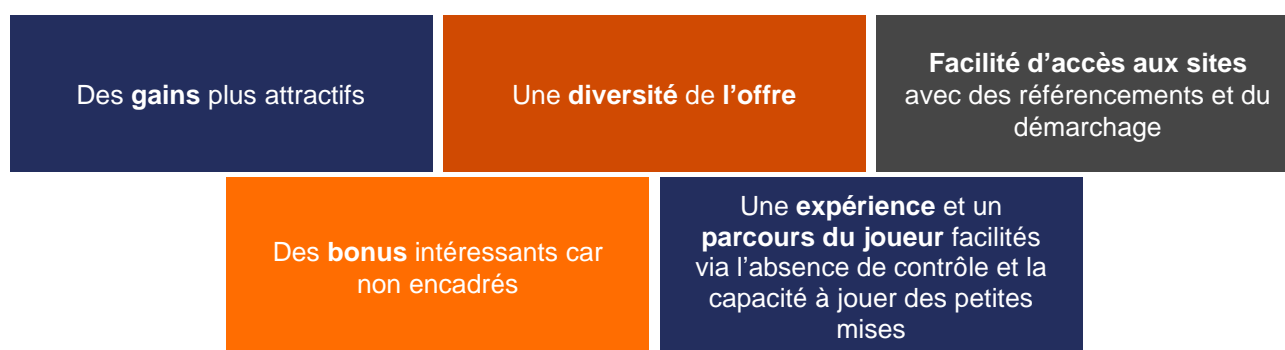 Des gains plus attractifs
Une diversité de l'offre
Facilité d'accès aux sites
avec des référencements et du
démarchage
Des bonus intéressants car
non encadrés
Une expérience et un
parcours du joueur facilités
via l'absence de contrôle et la
capacité à jouer des petites
mises